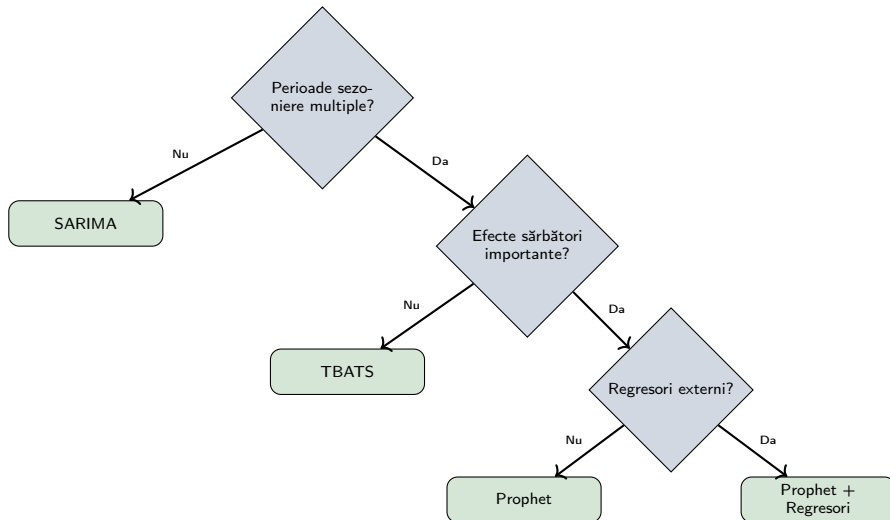 Perioade sezo-
niere multiple?
Nu
Da
SARIMA
Efecte sărbători
importante?
Nu
Da
TBATS
Regresori externi?
Nu
Da
Prophet
Prophet +
Regresori